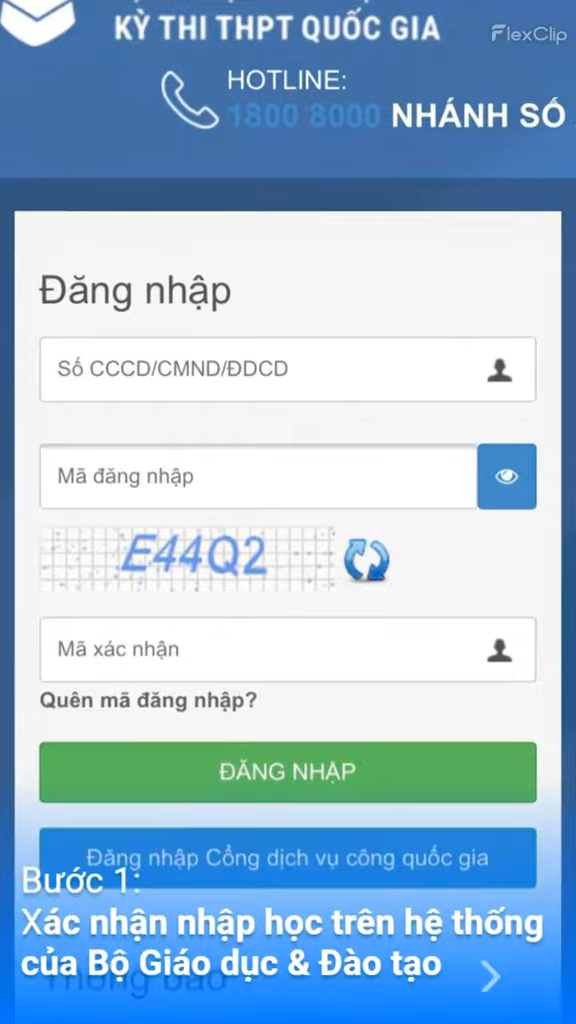 KỲ THI THPT QUỐC GIA
FlexClip
HOTLINE:
1800 8000 NHÁNH SỐ
Đăng nhập
Số CCCD/CMND/ĐDCD
Mã đăng nhập
E44Q2
Mã xác nhận
Quên mã đăng nhập?
ĐĂNG NHẬP
Đăng nhập Cổng dịch vụ công quốc gia
Bước 1:
Xác nhận nhập học trên hệ thống
của Bộ Giáo dục & Đào tạo
Thông báo